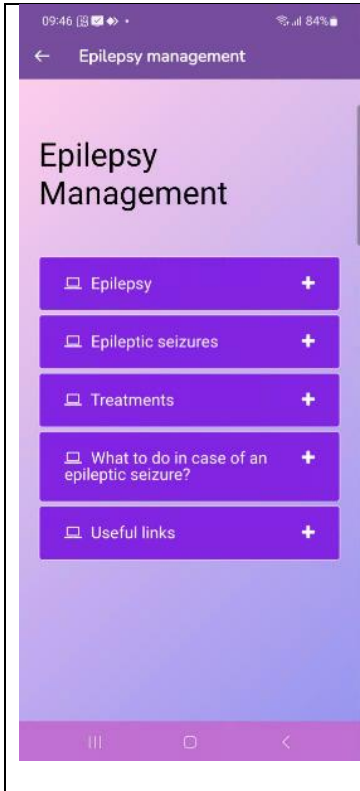 09:46 84%
Epilepsy management
Epilepsy
Management
Epilepsy
Epileptic seizures
Treatments
What to do in case of an
epileptic seizure?
Useful links